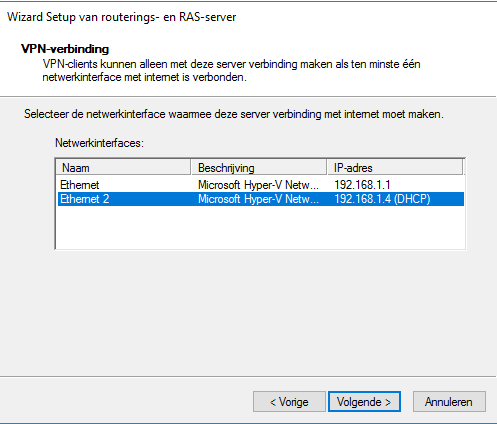 Wizard Setup van routerings- en RAS-server
VPN-verbinding
VPN-clients kunnen alleen met deze server verbinding maken als ten minste één
netwerkinterface met internet is verbonden.
Selecteer de netwerkinterface waarmee deze server verbinding met internet moet maken.
Netwerkinterfaces:
Naam Beschrijving IP-adres
Ethernet Microsoft Hyper-V Netw... 192.168.1.1
Ethernet 2 Microsoft Hyper-V Netw... 192.168.1.4 (DHCP)
< Vorige Volgende > Annuleren